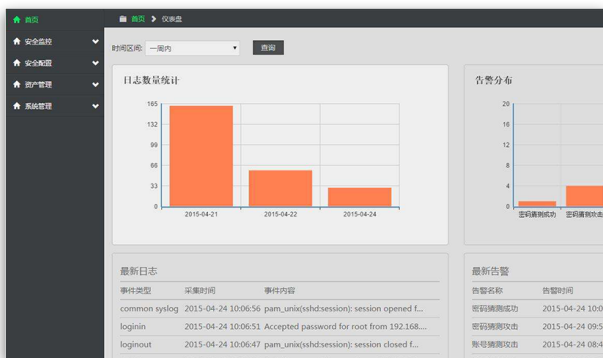 首页
安全监控
安全配置
资产管理
系统管理
首页 仪表盘
时间区间: 一周内 查询
日志数量统计
165
132
99
66
33
0
2015-04-21 2015-04-22 2015-04-24
告警分布
20
16
12
8
4
0
密码猜测成功 密码猜测攻击
最新日志
事件类型 采集时间 事件内容
common syslog 2015-04-24 10:06:56 pam_unix(sshd:session): session opened f...
loginin 2015-04-24 10:06:51 Accepted password for root from 192.168....
loginout 2015-04-24 10:06:47 pam_unix(sshd:session): session closed f...
最新告警
告警名称 告警时间
密码猜测成功 2015-04-24 10:0
密码猜测攻击 2015-04-24 09:5
账号猜测攻击 2015-04-24 08:4